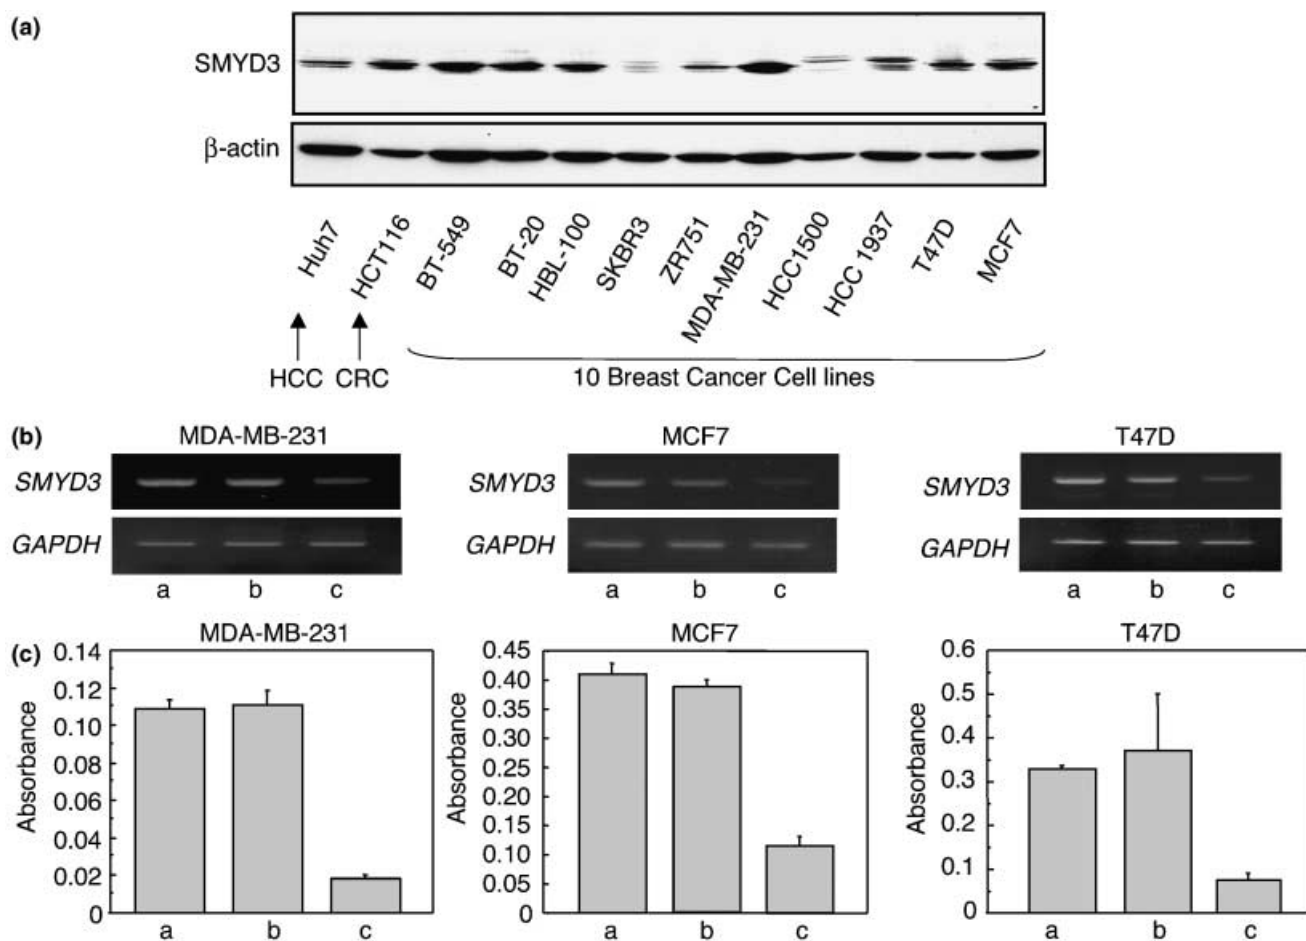 (a)
SMYD3
β-actin
Huh7 HCT116 BT-549 BT-20 HBL-100 SKBR3 ZR751 MDA-MB-231 HCC1500 HCC 1937 T47D MCF7
HCC CRC 10 Breast Cancer Cell lines
(b) MDA-MB-231 MCF7 T47D
SMYD3 SMYD3 SMYD3
GAPDH GAPDH GAPDH
a b c a b c a b c
(c) MDA-MB-231 MCF7 T47D
Absorbance
0.14
0.12
0.10
0.08
0.06
0.04
0.02
0
a b c
Absorbance
0.45
0.40
0.35
0.30
0.25
0.20
0.15
0.10
0.05
0.00
a b c
Absorbance
0.6
0.5
0.4
0.3
0.2
0.1
0
a b c